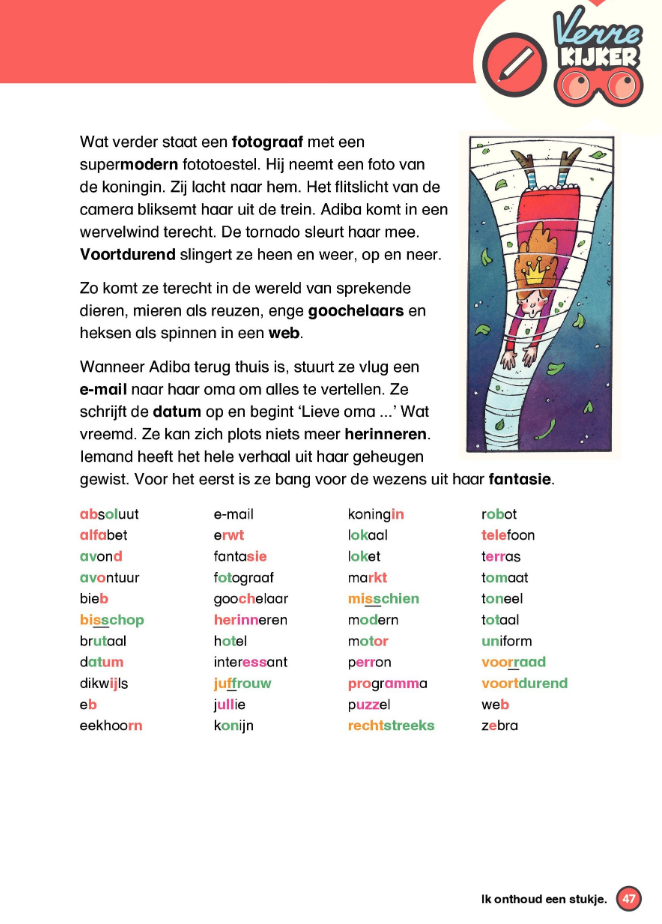 Verre
KIJKER
Wat verder staat een fotograaf met een
supermodern fototoestel. Hij neemt een foto van
de koningin. Zij lacht naar hem. Het flitslicht van de
camera bliksemt haar uit de trein. Adiba komt in een
wervelwind terecht. De tornado sleurt haar mee.
Voortdurend slingert ze heen en weer, op en neer.
Zo komt ze terecht in de wereld van sprekende
dieren, mieren als reuzen, enge goochelaars en
heksen als spinnen in een web.
Wanneer Adiba terug thuis is, stuurt ze vlug een
e-mail naar haar oma om alles te vertellen. Ze
schrijft de datum op en begint ‘Lieve oma ...’ Wat
vreemd. Ze kan zich plots niets meer herinneren.
Iemand heeft het hele verhaal uit haar geheugen
gewist. Voor het eerst is ze bang voor de wezens uit haar fantasie.
absoluut
alfabet
avond
avontuur
bieb
bisschop
brutaal
datum
dikwijls
eb
eekhoorn
e-mail
erwt
fantasie
fotograaf
goochelaar
herinneren
hotel
interessant
juffrouw
jullie
konijn
koningin
lokaal
loket
markt
misschien
modern
motor
perron
programma
puzzel
rechtstreeks
robot
telefoon
terras
tomaat
toneel
totaal
uniform
voorraad
voortdurend
web
zebra
Ik onthoud een stukje. 47